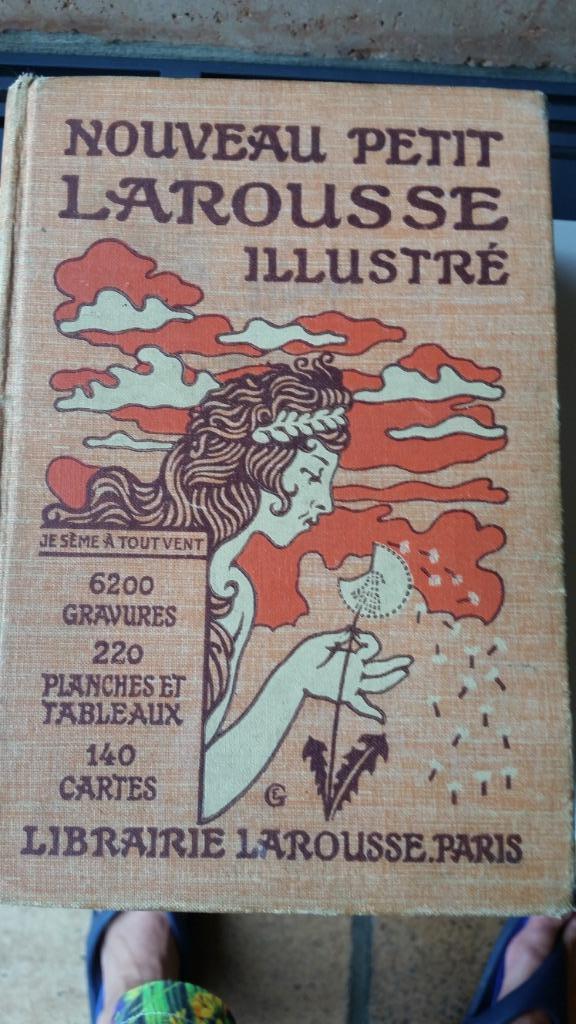 NOUVEAU PETIT
LAROUSSE
ILLUSTRÉ
JE SÈME À TOUT VENT
6200
GRAVURES
220
PLANCHES ET
TABLEAUX
140
CARTES
LIBRAIRIE LAROUSSE.PARIS